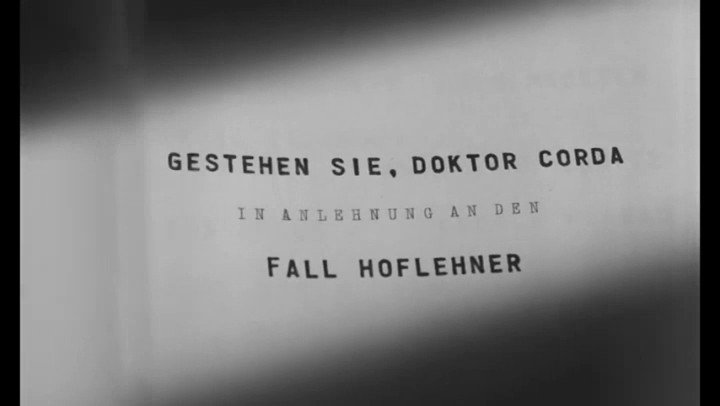 GESTEHEN SIE, DOKTOR CORDA
IN ANLEHNUNG AN DEN
FALL HOFLEHNER